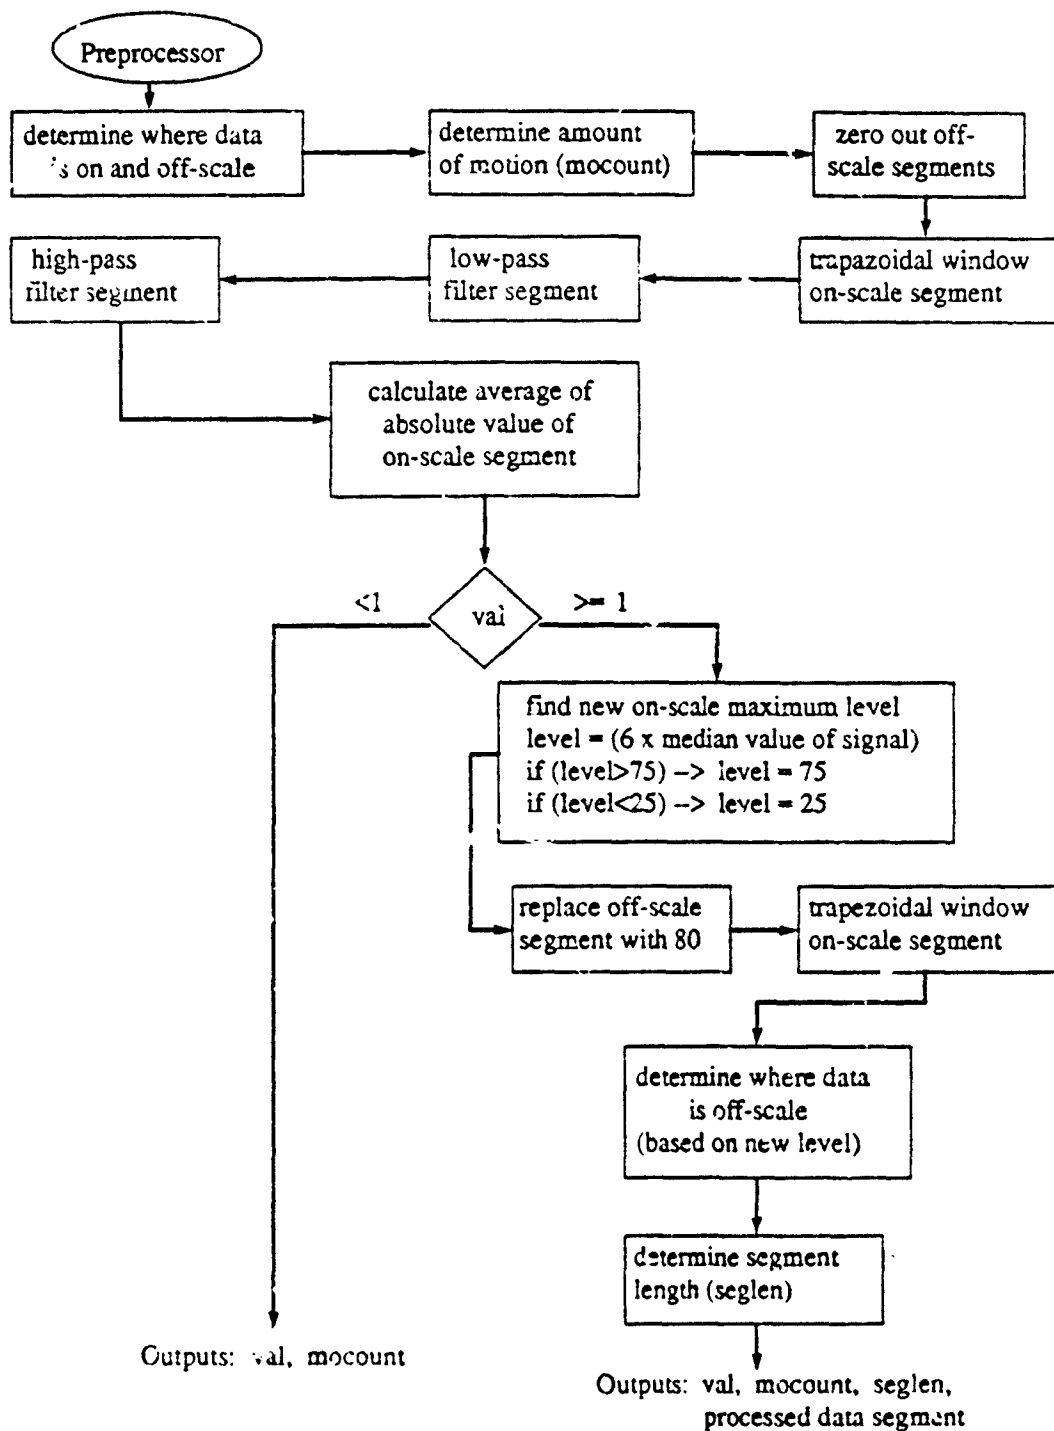 Preprocessor
determine where data
is on and off-scale
determine amount
of motion (mocount)
zero out off-
scale segments
trapazoidal window
on-scale segment
low-pass
filter segment
high-pass
filter segment
calculate average of
absolute value of
on-scale segment
<1
val
>= 1
find new on-scale maximum level
level = (6 x median value of signal)
if (level>75) –> level = 75
if (level<25) –> level = 25
replace off-scale
segment with 80
trapezoidal window
on-scale segment
determine where data
is off-scale
(based on new level)
determine segment
length (seglen)
Outputs: val, mocount
Outputs: val, mocount, seglen,
processed data segment